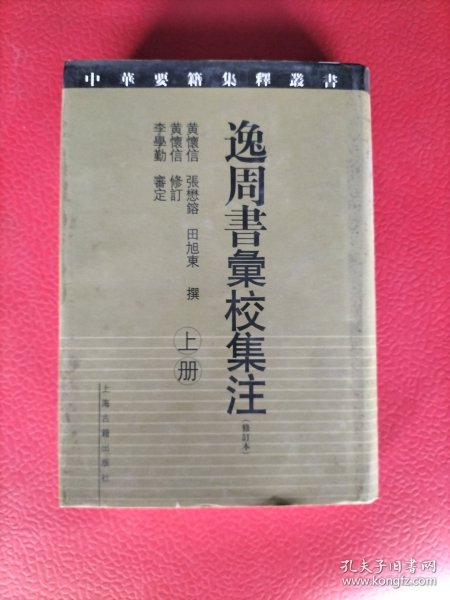 中華要籍集釋叢書
逸周書彙校集注
（修訂本）
黄懷信 張懋鎔 田旭東 撰
黄懷信 修訂
李學勤 審定
上册
上海古籍出版社
孔夫子旧书网
www.kongfz.com